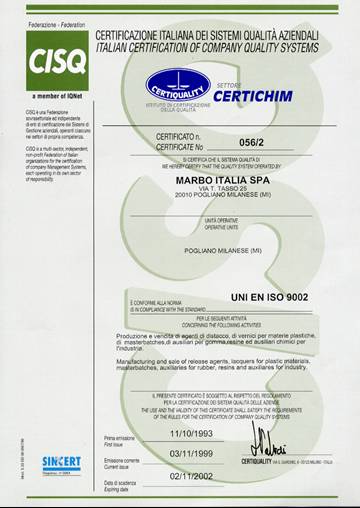 Federazione - Federation
CISQ
a member of IQNet
CERTIFICAZIONE ITALIANA DEI SISTEMI QUALITÀ AZIENDALI
ITALIAN CERTIFICATION OF COMPANY QUALITY SYSTEMS
CISQ è una Federazione
ed indipendente
di enti di certificazione dei Sistemi di
Gestione aziendali, operanti ciascuno
nei settori di propria competenza.
CISQ is a multi-sector, independent,
non-profit Federation of Italian
organisations for the certification
of company Management Systems,
each operating in its own sector
of responsibility.
CERTIQUALITY
ISTITUTO DI CERTIFICAZIONE
DELLA QUALITÀ
SETTORE
CERTICHIM
CERTIFICATO n.
CERTIFICATE No
056/2
SI CERTIFICA CHE IL SISTEMA QUALITÀ DI
WE HEREBY CERTIFY THAT THE QUALITY SYSTEM OPERATED BY
MARBO ITALIA SPA
VIA T. TASSO 25
20010 POGLIANO MILANESE (MI)
UNITÀ OPERATIVE
OPERATIVE UNITS
POGLIANO MILANESE (MI)
È CONFORME ALLA NORMA
IS IN COMPLIANCE WITH THE STANDARD
UNI EN ISO 9002
PER LE SEGUENTI ATTIVITÀ
CONCERNING THE FOLLOWING ACTIVITIES
Produzione e vendita di agenti di distacco, di vernici per materie plastiche,
di masterbatches, di ausiliari per gomma, resine ed ausiliari chimici per
l'industria.
Manufacturing and sale of release agents, lacquers for plastic materials,
masterbatches, auxiliaries for rubber, resins and auxiliaries for industry.
IL PRESENTE CERTIFICATO È SOGGETTO AL RISPETTO DEL REGOLAMENTO
PER LA CERTIFICAZIONE DEI SISTEMI QUALITÀ DELLE AZIENDE
THE USE AND THE VALIDITY OF THIS CERTIFICATE SHALL SATISFY THE REQUIREMENTS
OF THE RULES FOR THE CERTIFICATION OF COMPANY QUALITY SYSTEMS
Prima emissione
First issue
11/10/1993
Emissione corrente
Current issue
03/11/1999
Data di scadenza
Expiring date
02/11/2002
CERTIQUALITY VIA G. GIARDINO, 4 - 20123 MILANO - ITALIA
SINCERT